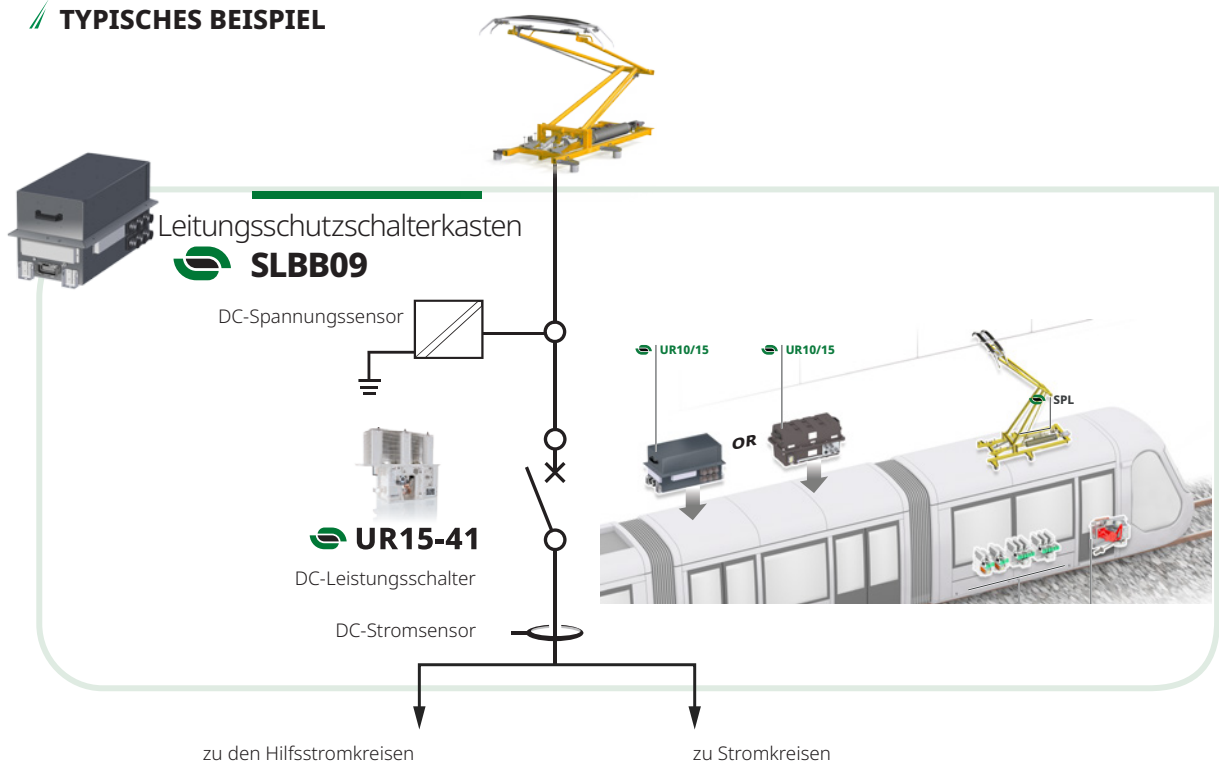 TYPISCHES BEISPIEL
Leitungsschutzschalterkasten
SLBB09
DC-Spannungssensor
UR15-41
DC-Leistungsschalter
DC-Stromsensor
zu den Hilfsstromkreisen
zu Stromkreisen
UR10/15
OR
UR10/15
SPL